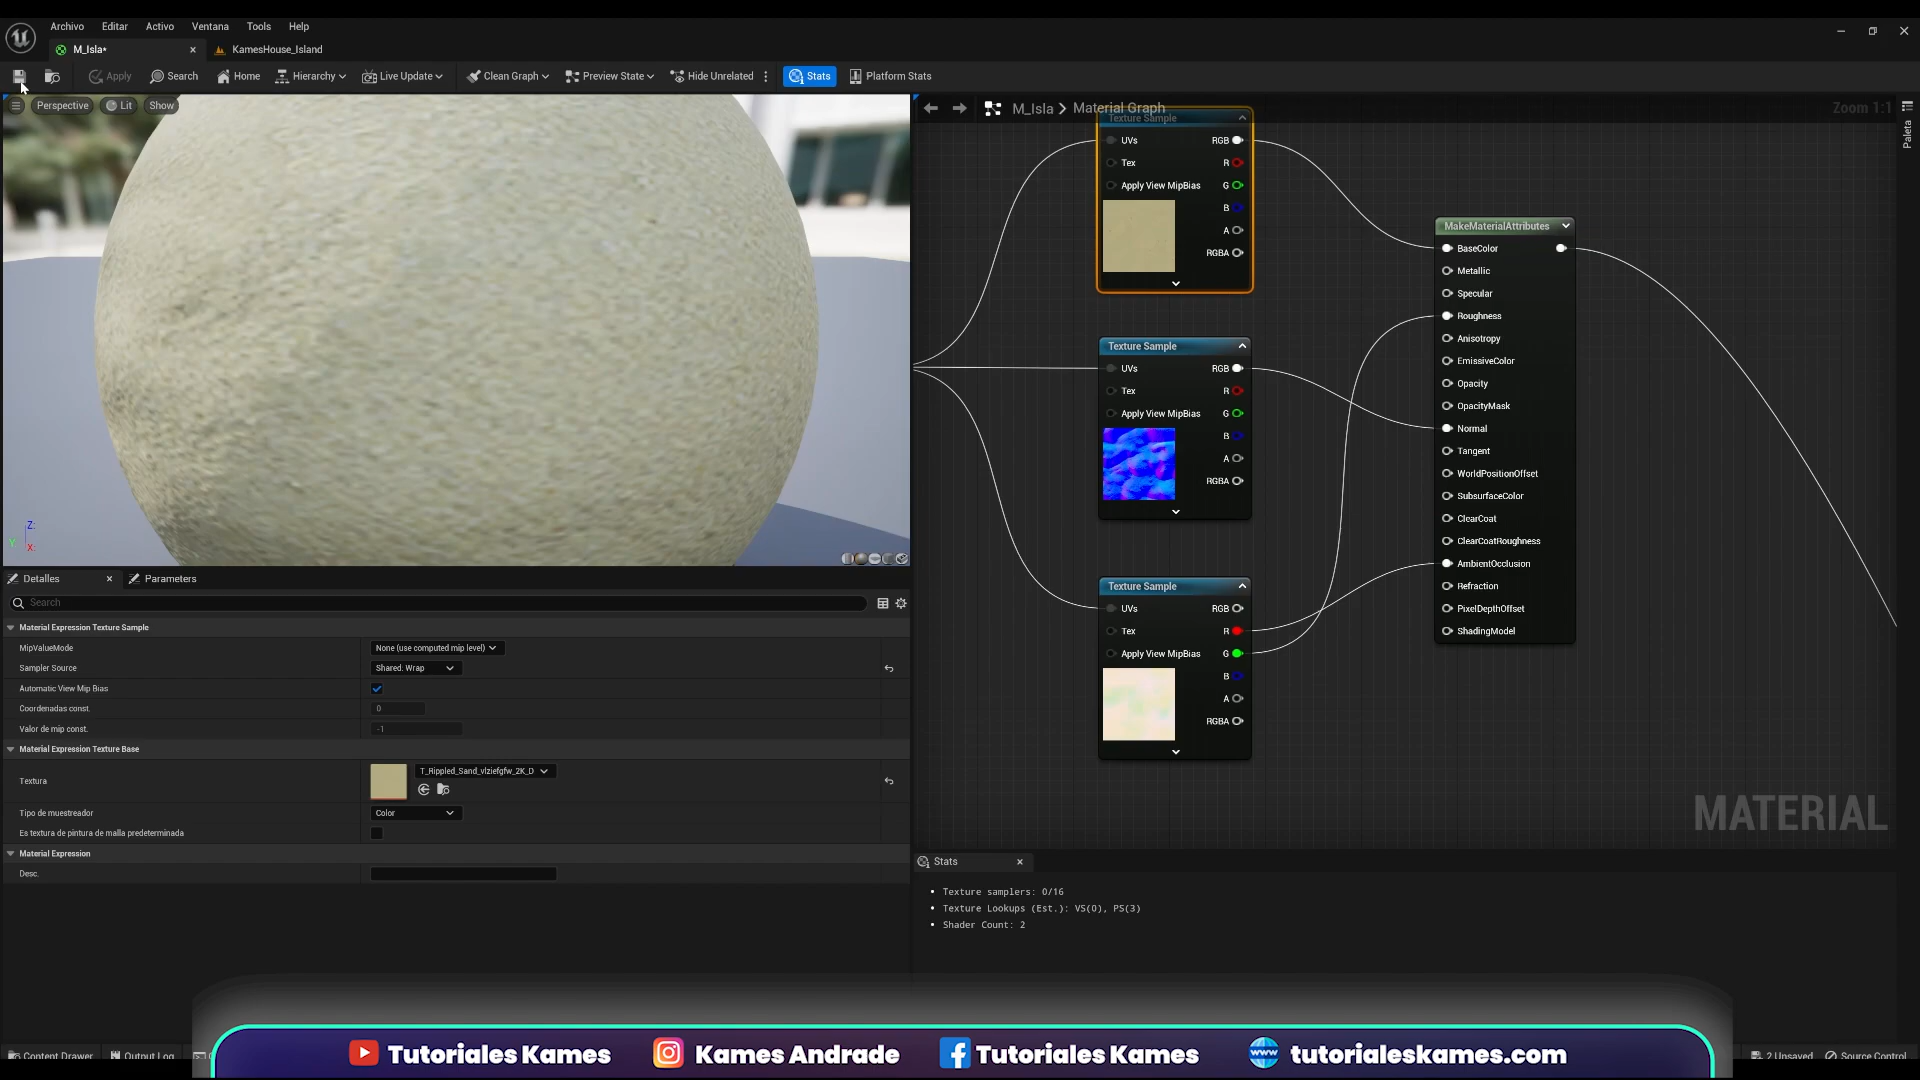 Archivo Editar Activo Ventana Tools Help
M_Isla*
KamesHouse_Island
Apply
Search
Home
Hierarchy
Live Update
Clean Graph
Preview State
Hide Unrelated
Stats
Platform Stats
Perspective
Lit
Show
Z:
Y:
X:
M_Isla
Material Graph
Zoom 1:1
Paleta
Texture Sample
UVs RGB
Tex R
Apply View MipBias G
B
A
RGBA
Texture Sample
UVs RGB
Tex R
Apply View MipBias G
B
A
RGBA
Texture Sample
UVs RGB
Tex R
Apply View MipBias G
B
A
RGBA
MakeMaterialAttributes
BaseColor
Metallic
Specular
Roughness
Anisotropy
EmissiveColor
Opacity
OpacityMask
Normal
Tangent
WorldPositionOffset
SubsurfaceColor
ClearCoat
ClearCoatRoughness
AmbientOcclusion
Refraction
PixelDepthOffset
ShadingModel
MATERIAL
Detalles
Parameters
Search
Material Expression Texture Sample
MipValueMode None (use computed mip level)
Sampler Source Shared: Wrap
Automatic View Mip Bias
Coordenadas const. 0
Valor de mip const. -1
Material Expression Texture Base
Textura T_Rippled_Sand_vlziefgfw_2K_D
Tipo de muestreador Color
Es textura de pintura de malla predeterminada
Material Expression
Desc.
Stats
Texture samplers: 0/16
Texture Lookups (Est.): VS(0), PS(3)
Shader Count: 2
Content Drawer
Output Log
2 Unsaved
Source Control
Tutoriales Kames
Kames Andrade
Tutoriales Kames
www
tutorialeskames.com